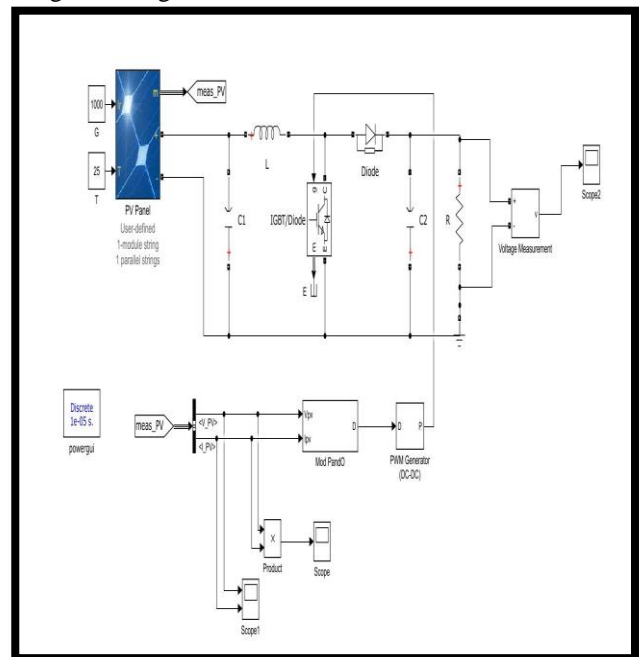 meas_PV
1000
G
25
T
PV Panel
User-defined
1-module string
1 parallel strings
m
+
-
L
Diode
C1
IGBT/Diode
g
C
E
E
C2
R
+
-
v
Voltage Measurement
Scope2
Discrete
1e-05 s.
powergui
meas_PV
<V_PV>
<I_PV>
Vpv
Ipv
D
Mod PandO
D
P
PWM Generator
(DC-DC)
X
Product
Scope
Scope1